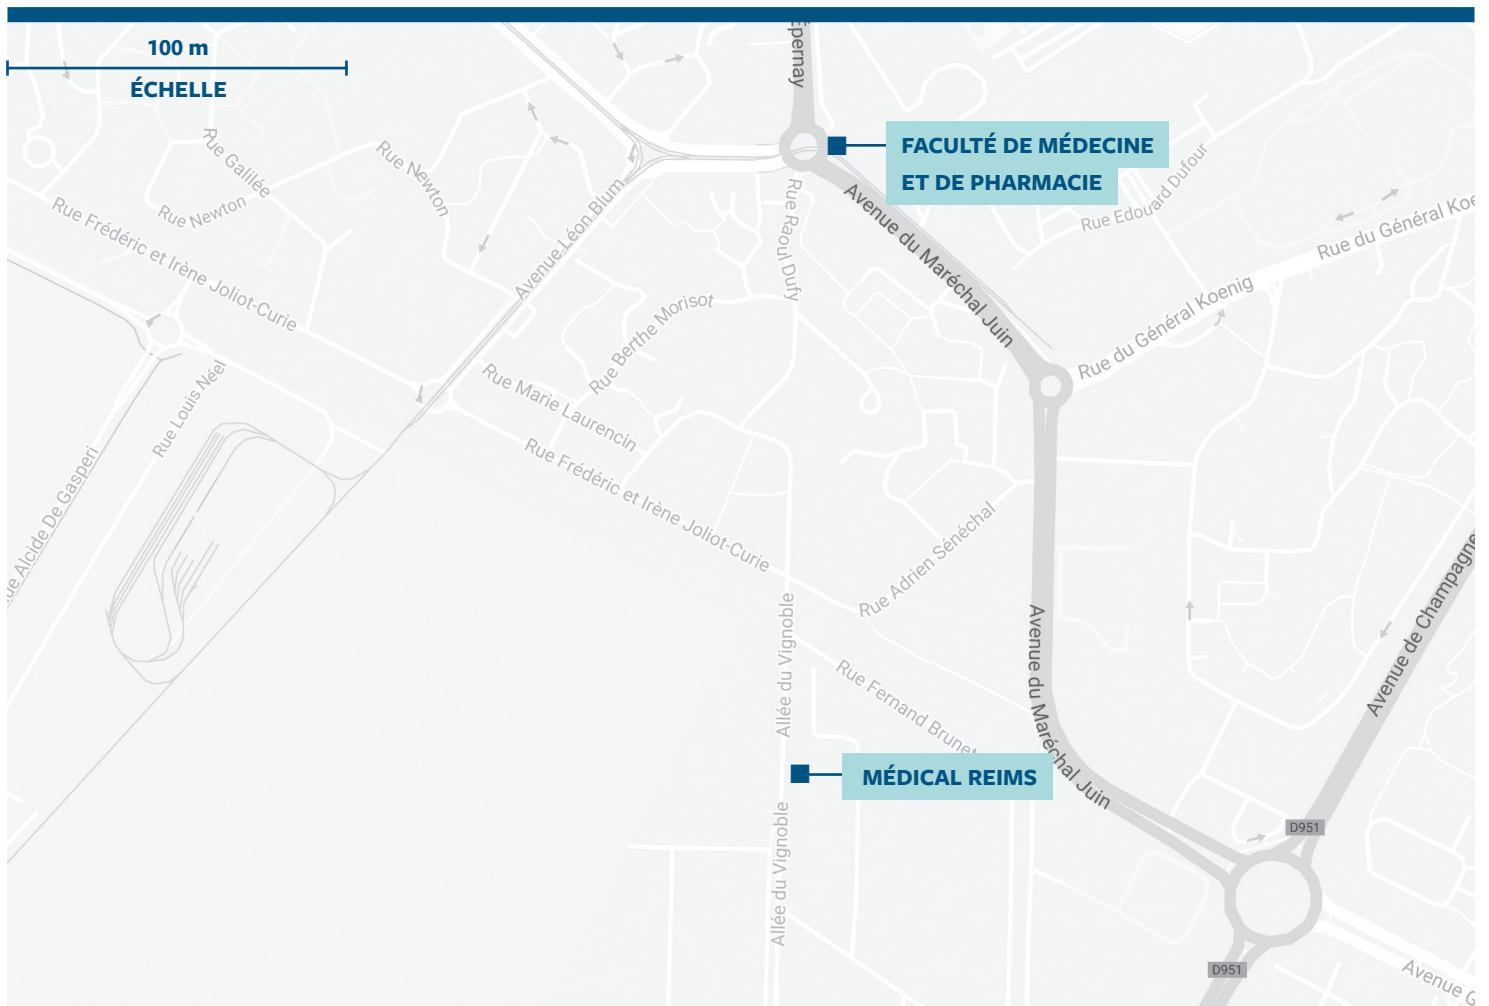 100 m
ÉCHELLE
Épernay
FACULTÉ DE MÉDECINE
ET DE PHARMACIE
Rue Galilée
Rue Newton
Rue Newton
Rue Frédéric et Irène Joliot-Curie
Avenue Léon Blum
Rue Raoul Dufy
Avenue du Maréchal Juin
Rue Edouard Dufour
Rue du Général Koe
Rue du Général Koenig
Rue Berthe Morisot
Rue Marie Laurencin
Rue Louis Néel
ue Alcide De Gasperi
Rue Frédéric et Irène Joliot-Curie
Rue Adrien Sénéchal
Allée du Vignoble
Rue Fernand Brunet
Avenue du Maréchal Juin
Avenue de Champagne
MÉDICAL REIMS
Allée du Vignoble
D951
D951
Avenue G